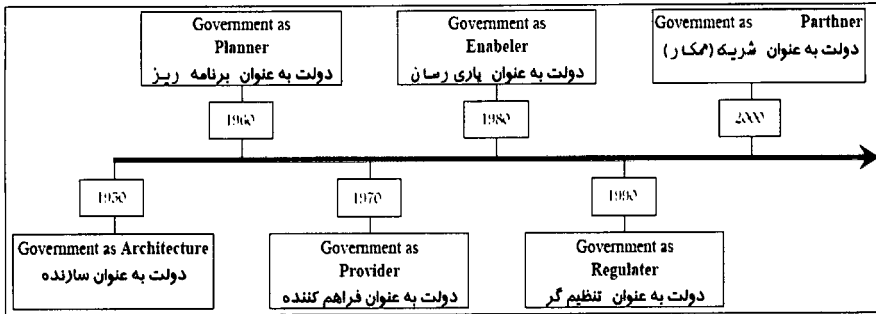 Government as
Planner
دولت به عنوان برنامه ریز
1960
Government as
Enabeler
دولت به عنوان یاری رسان
1980
Government as Parthner
دولت به عنوان شریک (همکار)
2000
1950
Government as Architecture
دولت به عنوان سازنده
1970
Government as
Provider
دولت به عنوان فراهم کننده
1990
Government as
Regulater
دولت به عنوان تنظیم گر